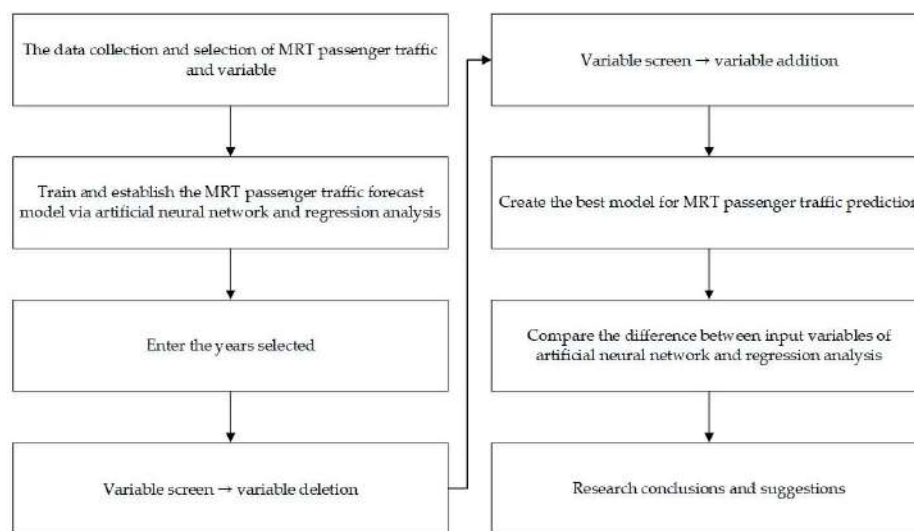 The data collection and selection of MRT passenger traffic
and variable
Train and establish the MRT passenger traffic forecast
model via artificial neural network and regression analysis
Enter the years selected
Variable screen → variable deletion
Variable screen → variable addition
Create the best model for MRT passenger traffic prediction
Compare the difference between input variables of
artificial neural network and regression analysis
Research conclusions and suggestions